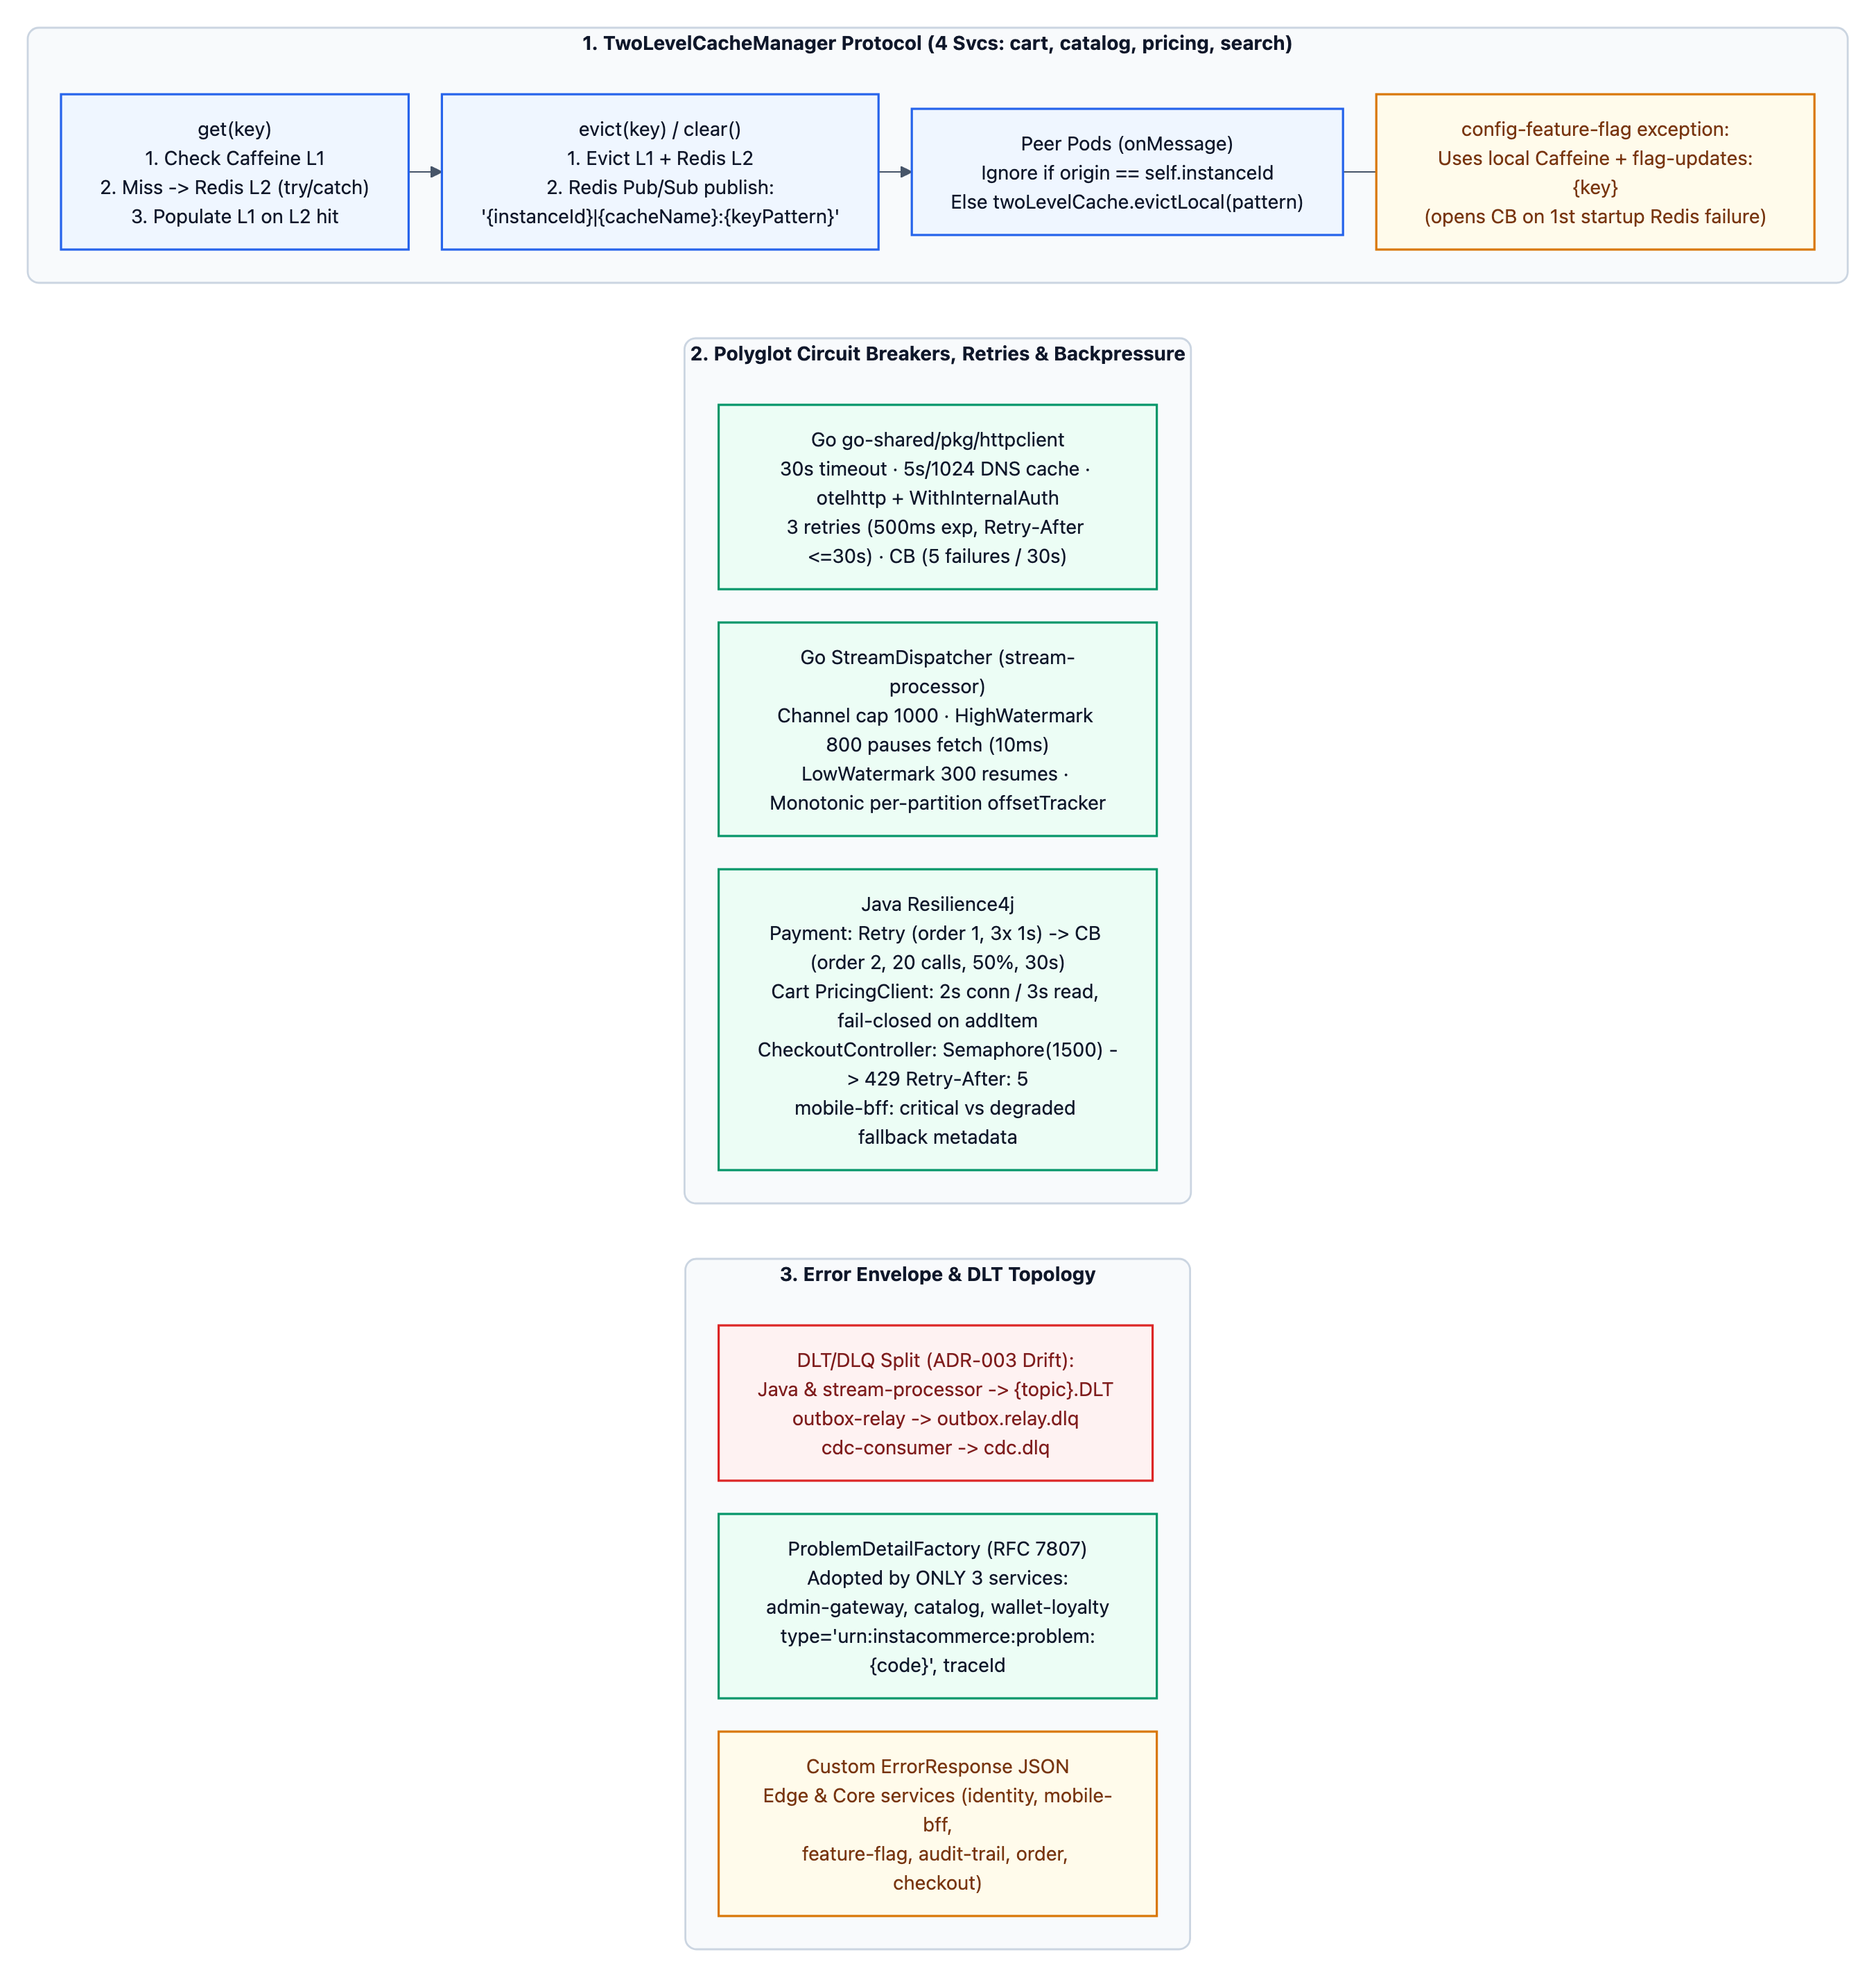 1. TwoLevelCacheManager Protocol (4 Svcs: cart, catalog, pricing, search)
get(key)
1. Check Caffeine L1
2. Miss -> Redis L2 (try/catch)
3. Populate L1 on L2 hit
evict(key) / clear()
1. Evict L1 + Redis L2
2. Redis Pub/Sub publish:
'{instanceId}|{cacheName}:{keyPattern}'
Peer Pods (onMessage)
Ignore if origin == self.instanceId
Else twoLevelCache.evictLocal(pattern)
config-feature-flag exception:
Uses local Caffeine + flag-updates:
{key}
(opens CB on 1st startup Redis failure)
2. Polyglot Circuit Breakers, Retries & Backpressure
Go go-shared/pkg/httpclient
30s timeout · 5s/1024 DNS cache ·
otelhttp + WithInternalAuth
3 retries (500ms exp, Retry-After
<=30s) · CB (5 failures / 30s)
Go StreamDispatcher (stream-
processor)
Channel cap 1000 · HighWatermark
800 pauses fetch (10ms)
LowWatermark 300 resumes ·
Monotonic per-partition offsetTracker
Java Resilience4j
Payment: Retry (order 1, 3x 1s) -> CB
(order 2, 20 calls, 50%, 30s)
Cart PricingClient: 2s conn / 3s read,
fail-closed on addItem
CheckoutController: Semaphore(1500) -
> 429 Retry-After: 5
mobile-bff: critical vs degraded
fallback metadata
3. Error Envelope & DLT Topology
DLT/DLQ Split (ADR-003 Drift):
Java & stream-processor -> {topic}.DLT
outbox-relay -> outbox.relay.dlq
cdc-consumer -> cdc.dlq
ProblemDetailFactory (RFC 7807)
Adopted by ONLY 3 services:
admin-gateway, catalog, wallet-loyalty
type='urn:instacommerce:problem:
{code}', traceId
Custom ErrorResponse JSON
Edge & Core services (identity, mobile-
bff,
feature-flag, audit-trail, order,
checkout)